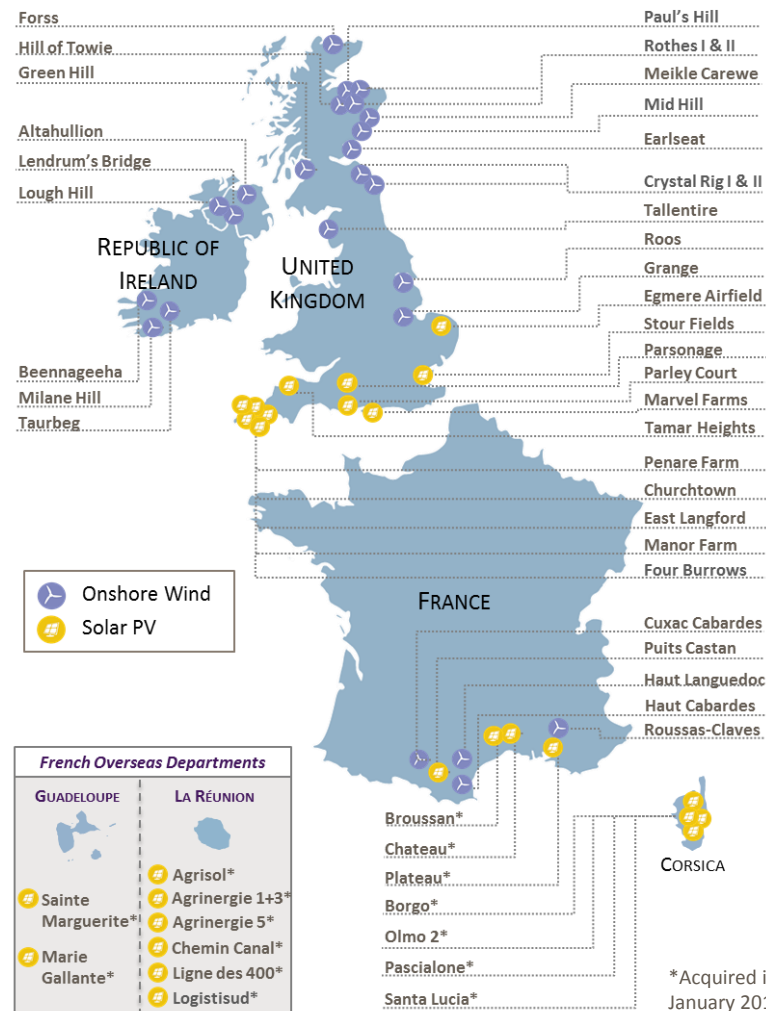 Forss
Hill of Towie
Green Hill
Altahullion
Lendrum's Bridge
Lough Hill
REPUBLIC OF
IRELAND
UNITED
KINGDOM
Beennageeha
Milane Hill
Taurbeg
Paul's Hill
Rothes I & II
Meikle Carewe
Mid Hill
Earlseat
Crystal Rig I & II
Tallentire
Roos
Grange
Egmere Airfield
Stour Fields
Parsonage
Parley Court
Marvel Farms
Tamar Heights
Penare Farm
Churchtown
East Langford
Manor Farm
Four Burrows
Onshore Wind
Solar PV
FRANCE
Cuxac Cabardes
Puits Castan
Haut Languedoc
Haut Cabardes
Roussas-Claves
Broussan*
Chateau*
Plateau*
Borgo*
Olmo 2*
Pascialone*
Santa Lucia*
CORSICA
French Overseas Departments
GUADELOUPE
Sainte
Marguerite*
Marie
Gallante*
LA RÉUNION
Agrisol*
Agrinergie 1+3*
Agrinergie 5*
Chemin Canal*
Ligne des 400*
Logistisud*
*Acquired i
January 201